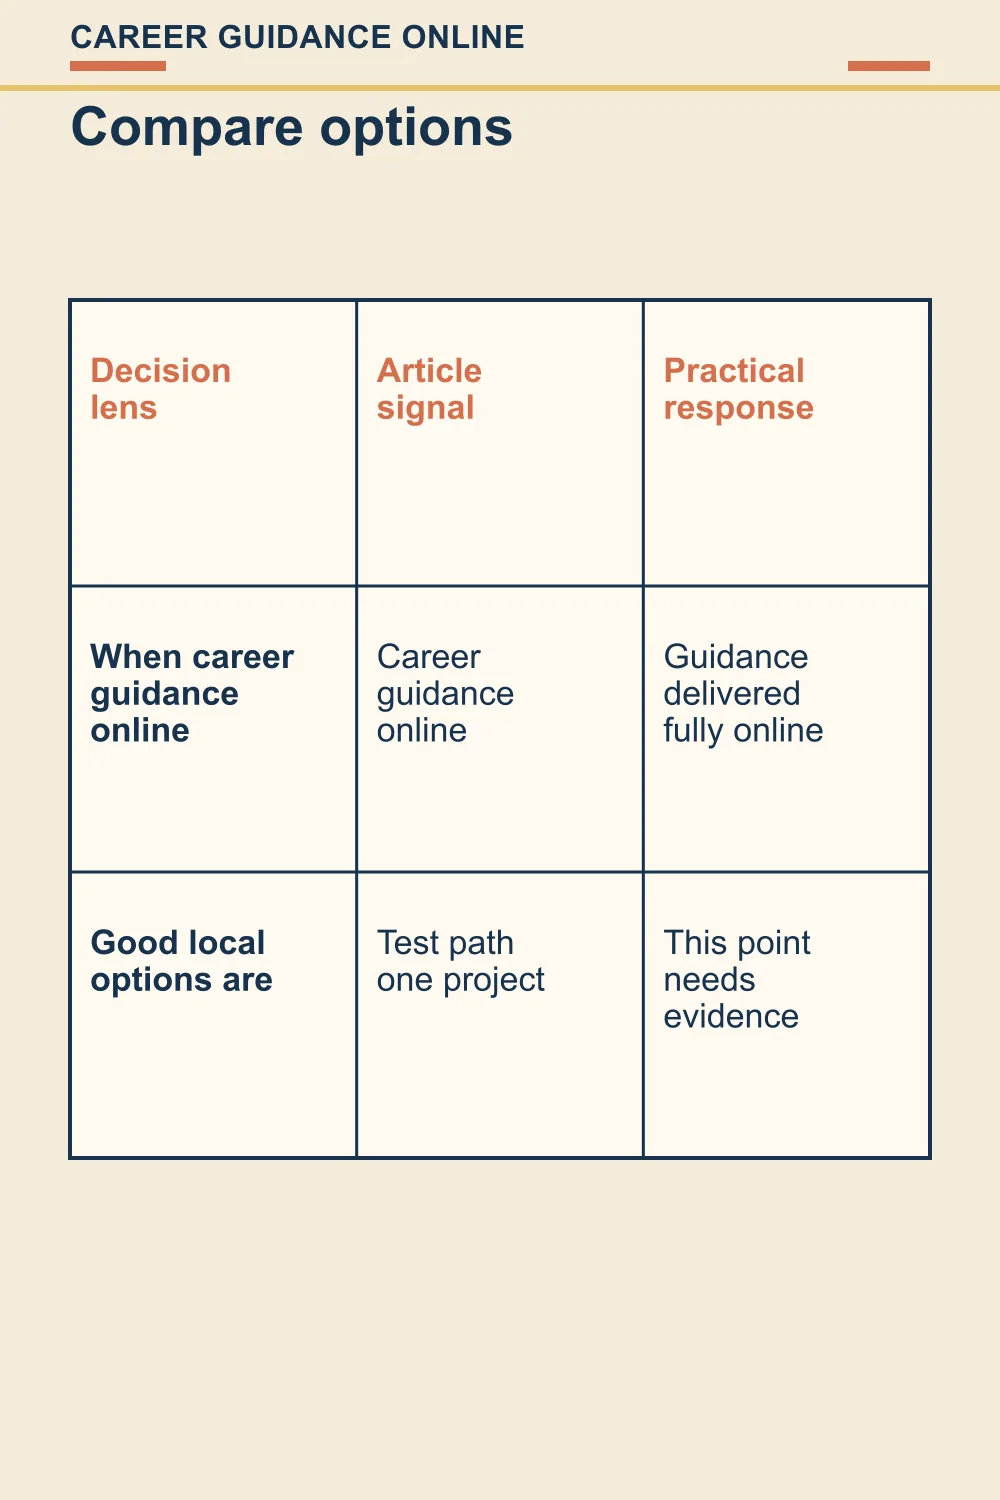 CAREER GUIDANCE ONLINE
Compare options
Decision
lens
Article
signal
Practical
response
When career
guidance
online
Career
guidance
online
Guidance
delivered
fully online
Good local
options are
Test path
one project
This point
needs
evidence